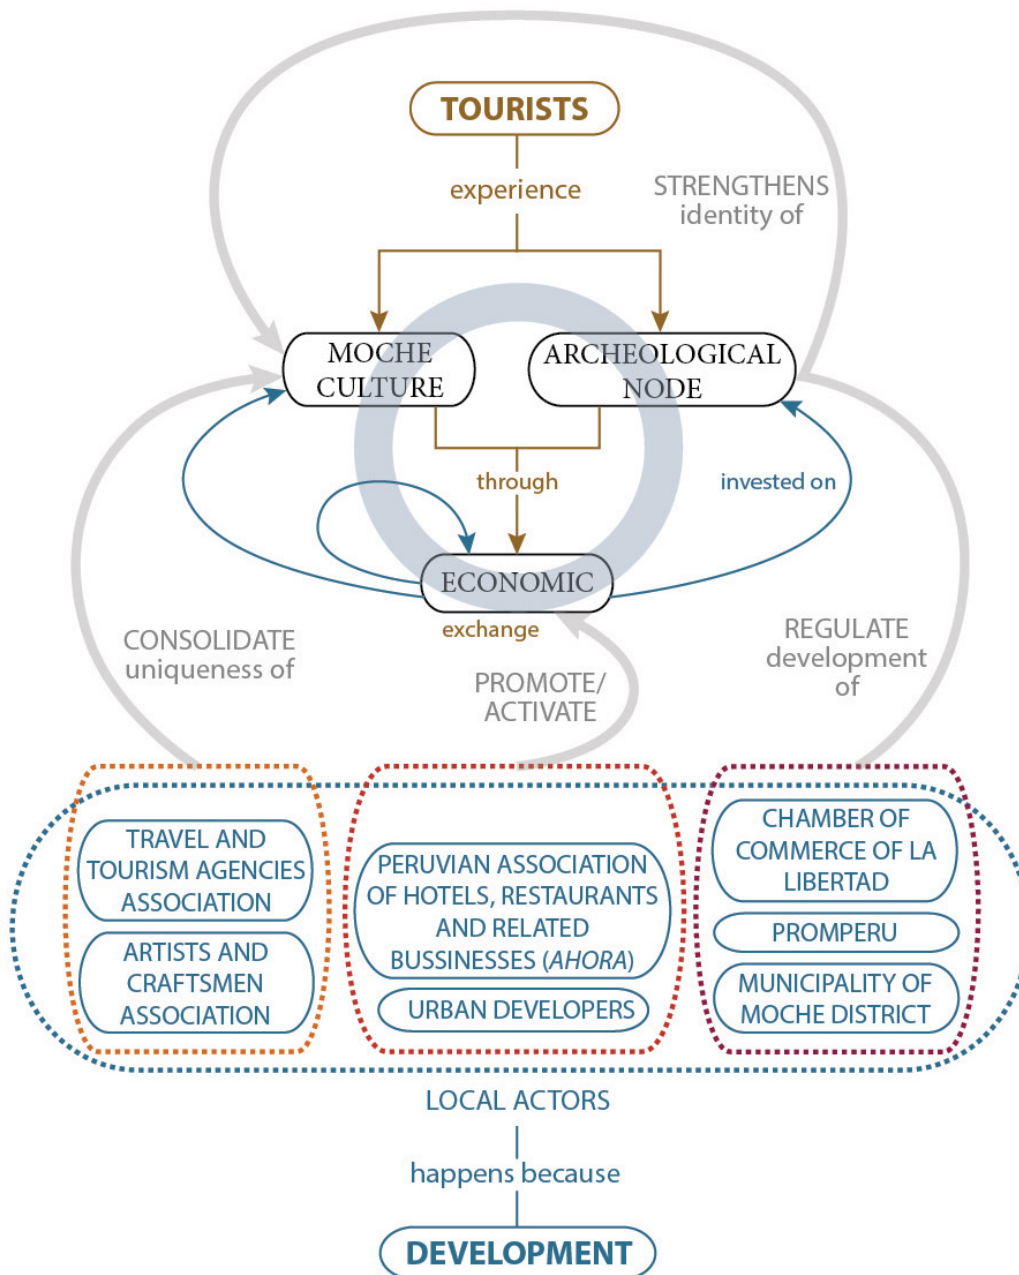 TOURISTS
experience
STRENGTHENS
identity of
MOCHE
CULTURE
ARCHEOLOGICAL
NODE
through
invested on
ECONOMIC
exchange
CONSOLIDATE
uniqueness of
PROMOTE/
ACTIVATE
REGULATE
development
of
TRAVEL AND
TOURISM AGENCIES
ASSOCIATION
ARTISTS AND
CRAFTSMEN
ASSOCIATION
PERUVIAN ASSOCIATION
OF HOTELS, RESTAURANTS
AND RELATED
BUSSINESSES (AHORA)
URBAN DEVELOPERS
CHAMBER OF
COMMERCE OF LA
LIBERTAD
PROMPERU
MUNICIPALITY OF
MOCHE DISTRICT
LOCAL ACTORS
happens because
DEVELOPMENT